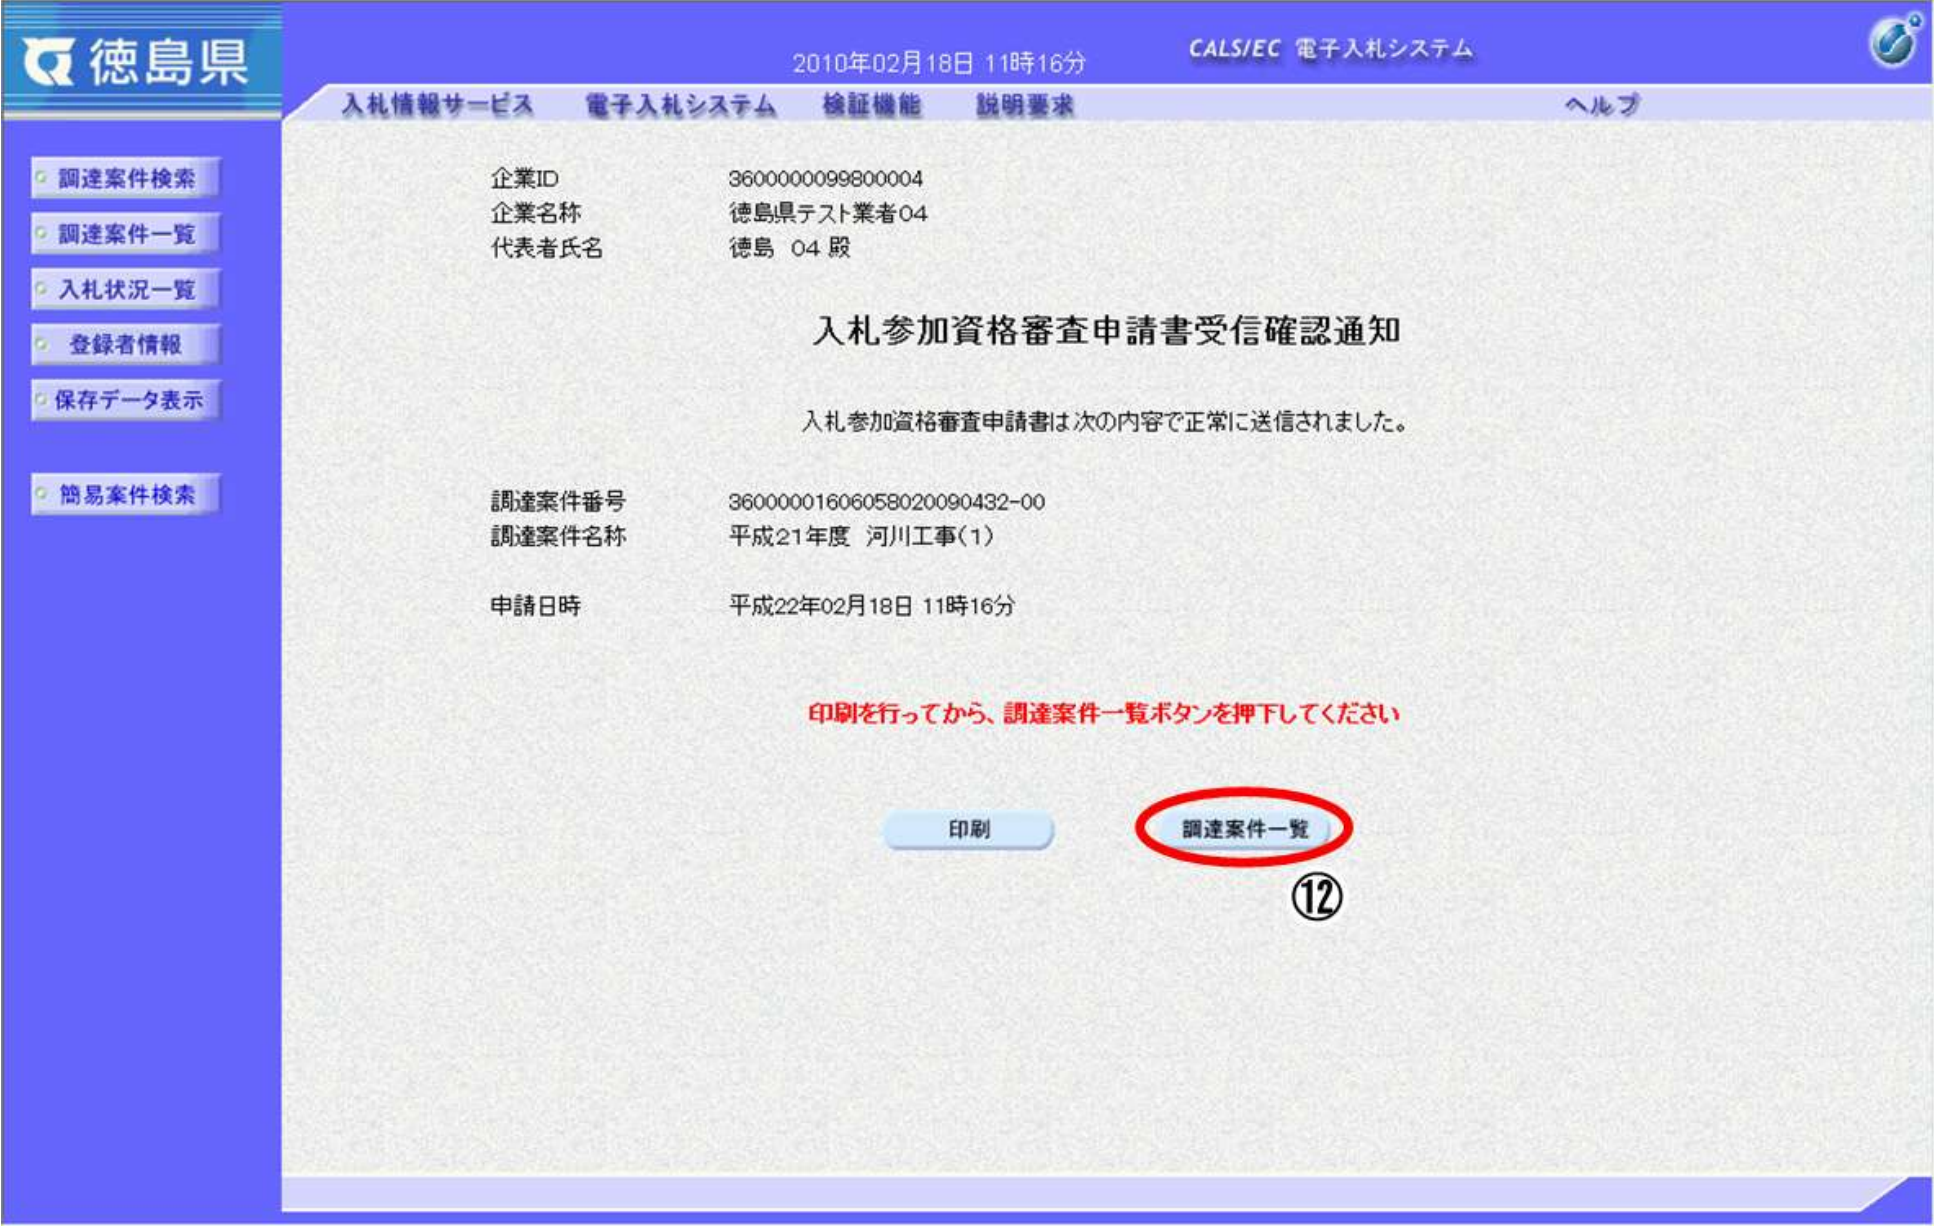 徳島県
2010年02月18日 11時16分
CALS/EC 電子入札システム
入札情報サービス 電子入札システム 検証機能 説明要求 ヘルプ
調達案件検索
調達案件一覧
入札状況一覧
登録者情報
保存データ表示
簡易案件検索
企業ID 3600000099800004
企業名称 徳島県テスト業者04
代表者氏名 徳島 04 殿
入札参加資格審査申請書受信確認通知
入札参加資格審査申請書は次の内容で正常に送信されました。
調達案件番号 3600000160605802009​0432-00
調達案件名称 平成21年度 河川工事(1)
申請日時 平成22年02月18日 11時16分
印刷を行ってから、調達案件一覧ボタンを押下してください
印刷 調達案件一覧
⑫